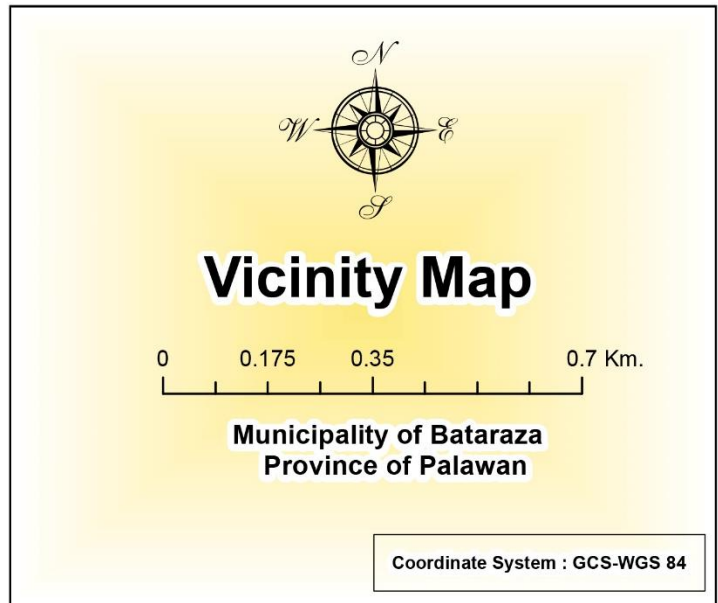 N
W E
S
Vicinity Map
0 0.175 0.35 0.7 Km.
Municipality of Bataraza
Province of Palawan
Coordinate System : GCS-WGS 84